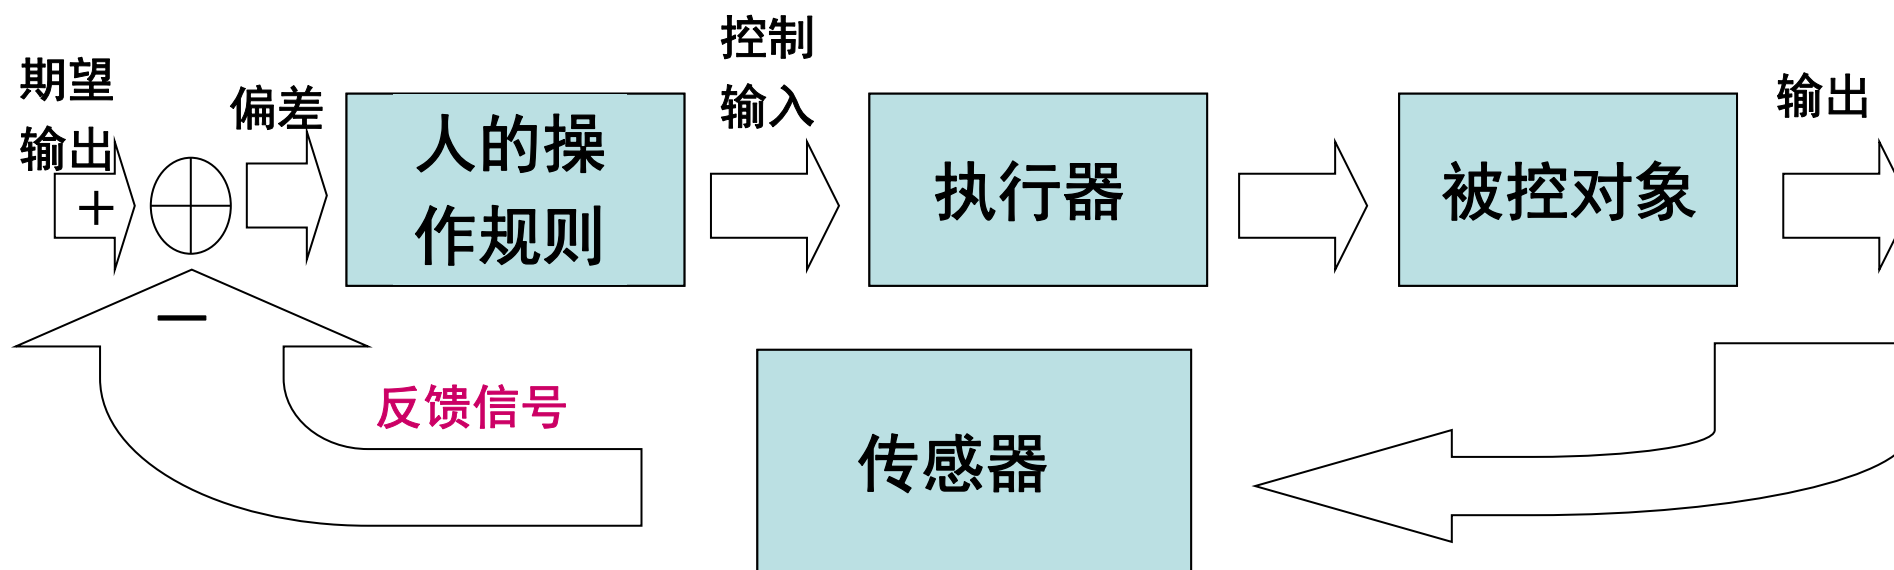 期望
输出
+
偏差
人的操
作规则
控制
输入
执行器
被控对象
输出
—
反馈信号
传感器